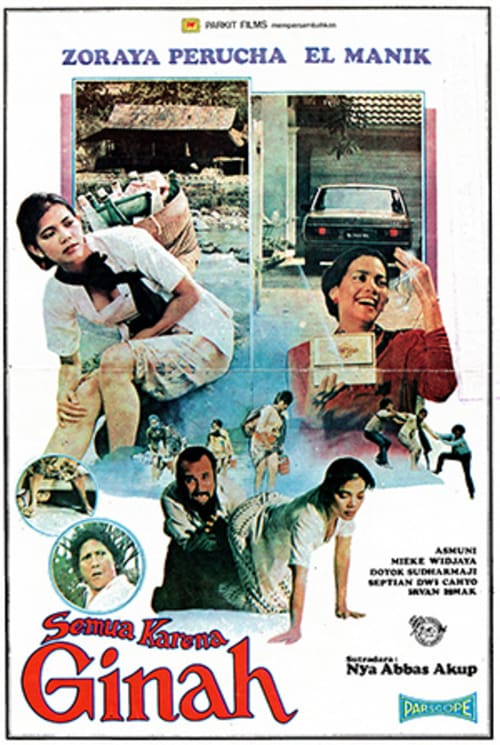 PARKIT FILMS mempersembahkan
ZORAYA PERUCHA EL MANIK
ASMUNI
MIEKE WIDJAYA
DOYOK SUDHARMAJI
SEPTIAN DWI CAHYO
IRVAN ISHAK
Semua Karena
Ginah
Sutradara:
Nya Abbas Akup
PARSCOPE